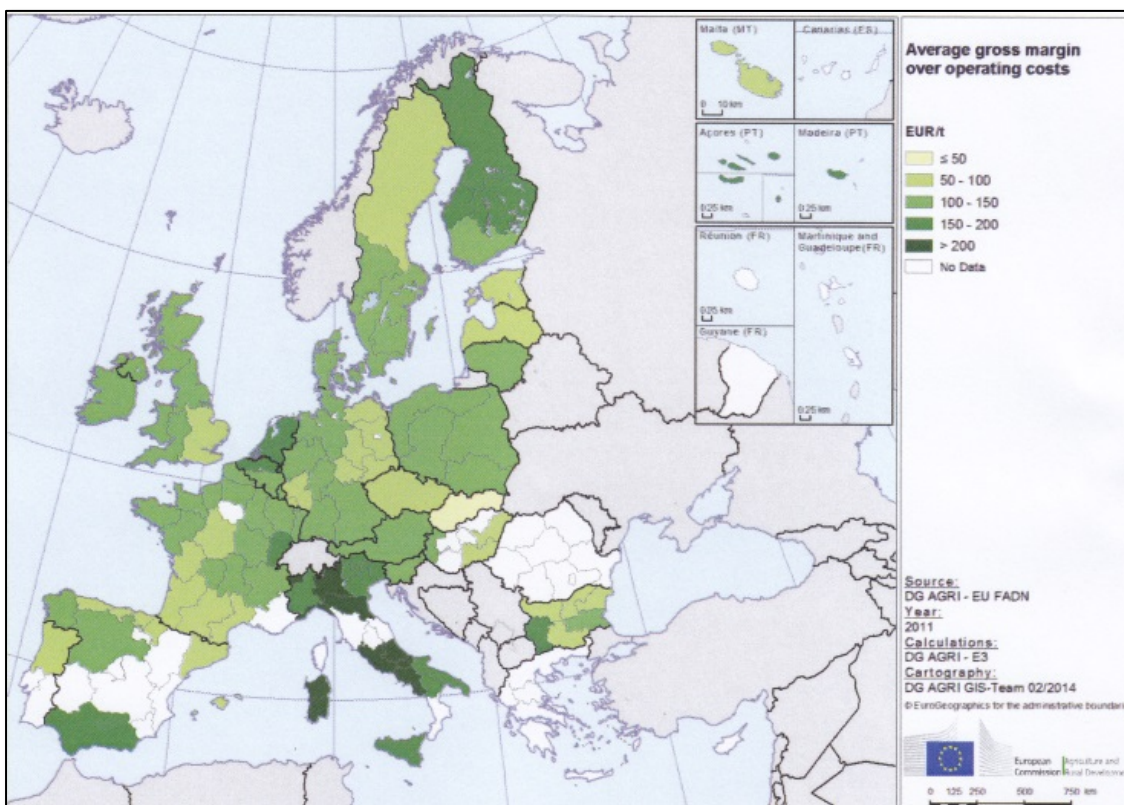 Malta (MT)
0 10 km
Canarias (ES)
Açores (PT)
0 25 km
Madeira (PT)
0 25 km
Réunion (FR)
0 25 km
Martinique and
Guadeloupe (FR)
0 25 km
Guyane (FR)
Average gross margin
over operating costs
EUR/t
≤ 50
50 - 100
100 - 150
150 - 200
> 200
No Data
Source:
DG AGRI - EU FADN
Year:
2011
Calculations:
DG AGRI - E3
Cartography:
DG AGRI GIS-Team 02/2014
© EuroGeographics for the administrative boundari
European
Commission
Agriculture and
Rural Developme
0 125 250 500 750 km